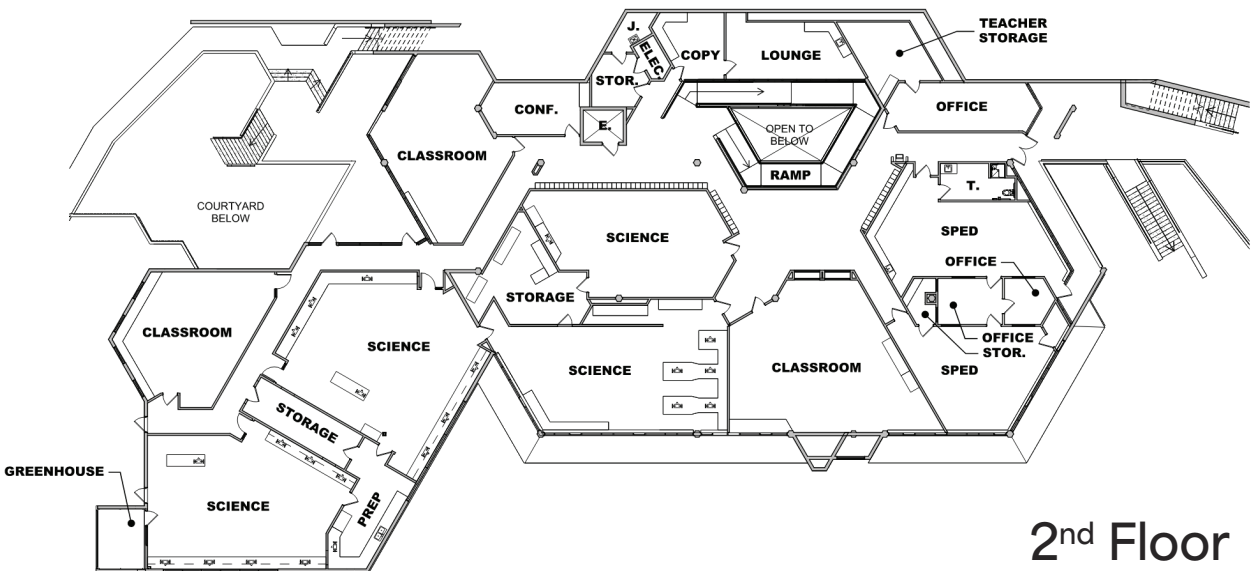 TEACHER
STORAGE
J.
ELEC.
COPY
LOUNGE
STOR.
CONF.
E.
OFFICE
OPEN TO
BELOW
RAMP
CLASSROOM
T.
COURTYARD
BELOW
SCIENCE
SPED
OFFICE
STORAGE
CLASSROOM
SCIENCE
OFFICE
STOR.
SCIENCE
CLASSROOM
SPED
STORAGE
GREENHOUSE
SCIENCE
PREP
2nd Floor